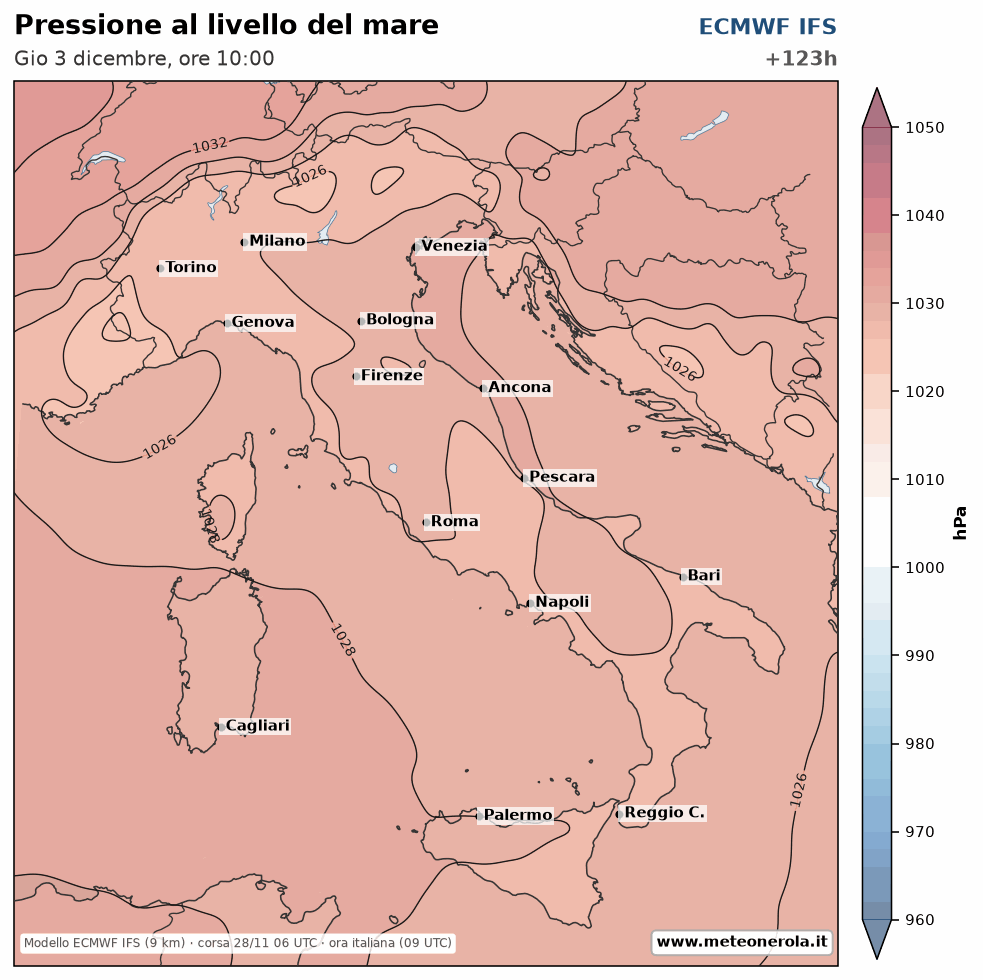 Pressione al livello del mare
ECMWF IFS
Gio 3 dicembre, ore 10:00
+123h
1032
1026
Milano
Venezia
Torino
Genova
Bologna
1026
Firenze
Ancona
1026
Pescara
1028
Roma
Bari
Napoli
1028
Cagliari
1026
Palermo
Reggio C.
Modello ECMWF IFS (9 km) · corsa 28/11 06 UTC · ora italiana (09 UTC)
www.meteonerola.it
1050
1040
1030
1020
1010
1000
990
980
970
960
hPa